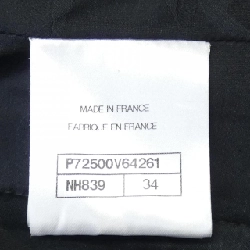 MADE IN FRANCE
FABRIQUE EN FRANCE
P72500V64261
NH839 34